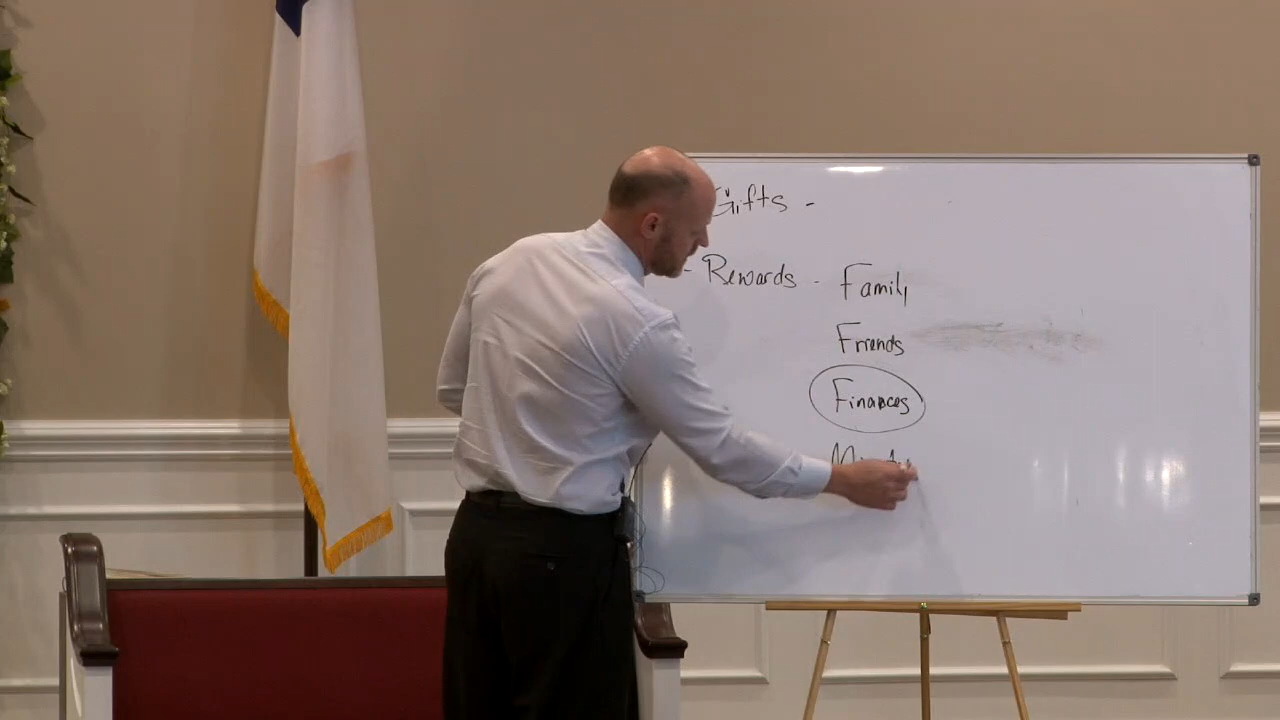 Gifts -
- Rewards - Family
Friends
Finances